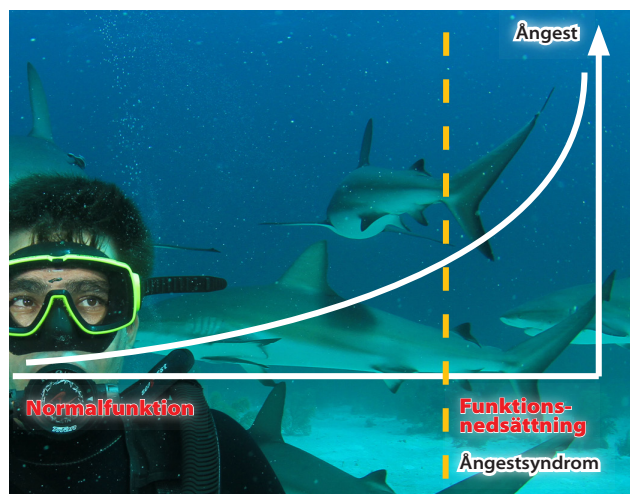 Ångest
Normalfunktion
Funktions-
nedsättning
Ångestsyndrom